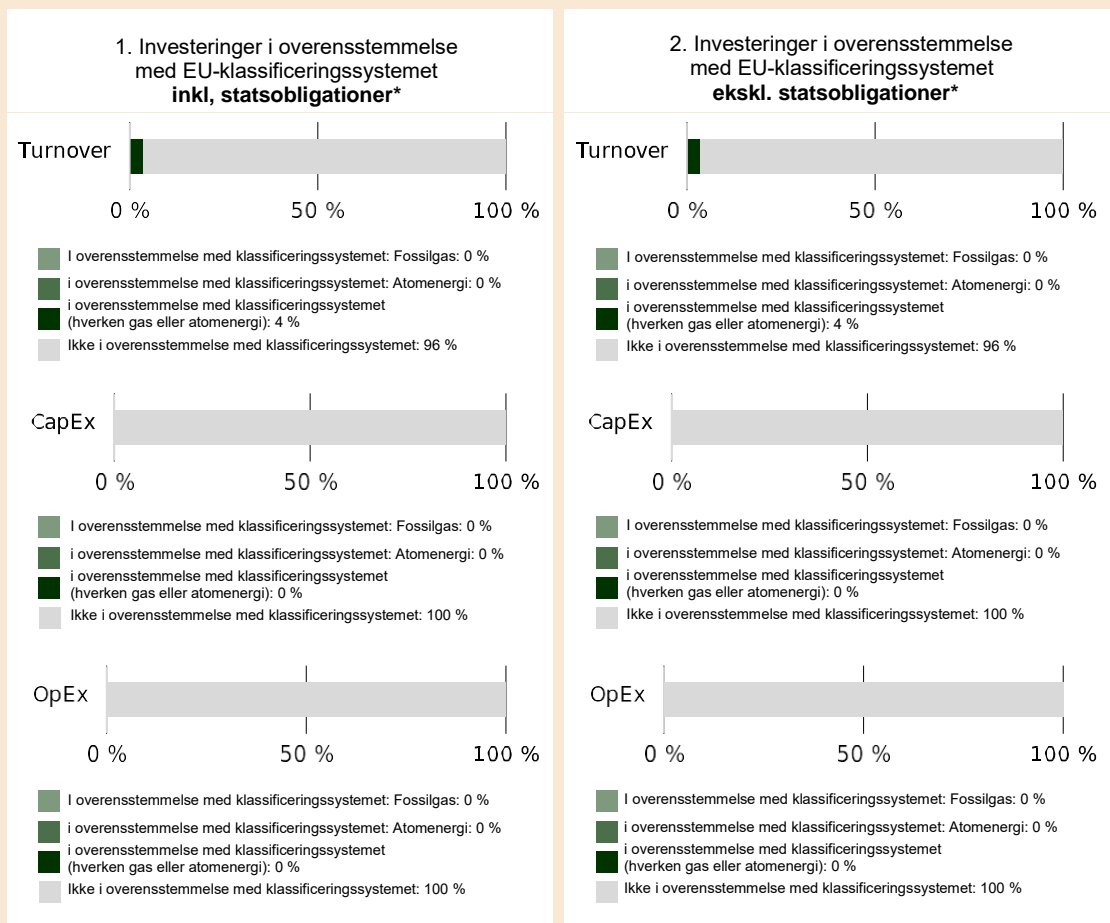 1. Investeringer i overensstemmelse
med EU-klassificeringssystemet
inkl, statsobligationer*
Turnover
0 %
50 %
100 %
I overensstemmelse med klassificeringssystemet: Fossilgas: 0 %
i overensstemmelse med klassificeringssystemet: Atomenergi: 0 %
i overensstemmelse med klassificeringssystemet
(hverken gas eller atomenergi): 4 %
Ikke i overensstemmelse med klassificeringssystemet: 96 %
CapEx
0 %
50 %
100 %
I overensstemmelse med klassificeringssystemet: Fossilgas: 0 %
i overensstemmelse med klassificeringssystemet: Atomenergi: 0 %
i overensstemmelse med klassificeringssystemet
(hverken gas eller atomenergi): 0 %
Ikke i overensstemmelse med klassificeringssystemet: 100 %
OpEx
0 %
50 %
100 %
I overensstemmelse med klassificeringssystemet: Fossilgas: 0 %
i overensstemmelse med klassificeringssystemet: Atomenergi: 0 %
i overensstemmelse med klassificeringssystemet
(hverken gas eller atomenergi): 0 %
Ikke i overensstemmelse med klassificeringssystemet: 100 %
2. Investeringer i overensstemmelse
med EU-klassificeringssystemet
ekskl. statsobligationer*
Turnover
0 %
50 %
100 %
I overensstemmelse med klassificeringssystemet: Fossilgas: 0 %
i overensstemmelse med klassificeringssystemet: Atomenergi: 0 %
i overensstemmelse med klassificeringssystemet
(hverken gas eller atomenergi): 4 %
Ikke i overensstemmelse med klassificeringssystemet: 96 %
CapEx
0 %
50 %
100 %
I overensstemmelse med klassificeringssystemet: Fossilgas: 0 %
i overensstemmelse med klassificeringssystemet: Atomenergi: 0 %
i overensstemmelse med klassificeringssystemet
(hverken gas eller atomenergi): 0 %
Ikke i overensstemmelse med klassificeringssystemet: 100 %
OpEx
0 %
50 %
100 %
I overensstemmelse med klassificeringssystemet: Fossilgas: 0 %
i overensstemmelse med klassificeringssystemet: Atomenergi: 0 %
i overensstemmelse med klassificeringssystemet
(hverken gas eller atomenergi): 0 %
Ikke i overensstemmelse med klassificeringssystemet: 100 %